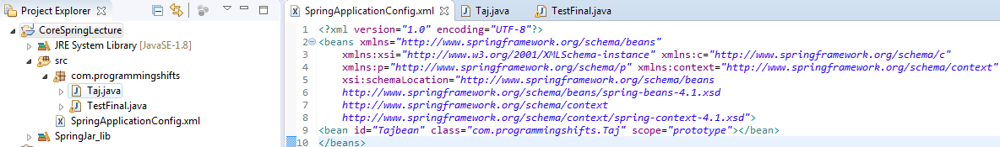 Project Explorer
CoreSpringLecture
JRE System Library [JavaSE-1.8]
src
com.programmingshifts
Taj.java
TestFinal.java
SpringApplicationConfig.xml
SpringJar_lib
SpringApplicationConfig.xml Taj.java TestFinal.java
1 <?xml version="1.0" encoding="UTF-8"?>
2 <beans xmlns="http://www.springframework.org/schema/beans"
3 xmlns:xsi="http://www.w3.org/2001/XMLSchema-instance" xmlns:c="http://www.springframework.org/schema/c"
4 xmlns:p="http://www.springframework.org/schema/p" xmlns:context="http://www.springframework.org/schema/context"
5 xsi:schemaLocation="http://www.springframework.org/schema/beans
6 http://www.springframework.org/schema/beans/spring-beans-4.1.xsd
7 http://www.springframework.org/schema/context
8 http://www.springframework.org/schema/context/spring-context-4.1.xsd">
9 <bean id="Tajbean" class="com.programmingshifts.Taj" scope="prototype"></bean>
10 </beans>